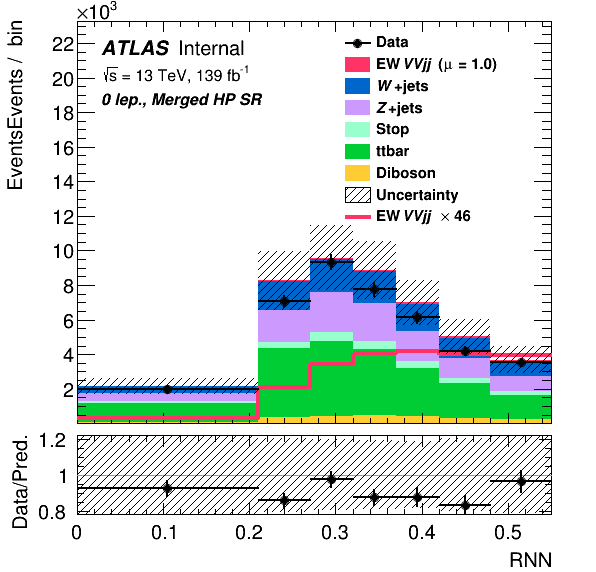 ×10³
EventsEvents / bin
22
20
18
16
14
12
10
8
6
4
2
ATLAS Internal
√s = 13 TeV, 139 fb⁻¹
0 lep., Merged HP SR
Data
EW VVjj (μ = 1.0)
W+jets
Z+jets
Stop
ttbar
Diboson
Uncertainty
EW VVjj × 46
Data/Pred.
1.2
1
0.8
0 0.1 0.2 0.3 0.4 0.5
RNN